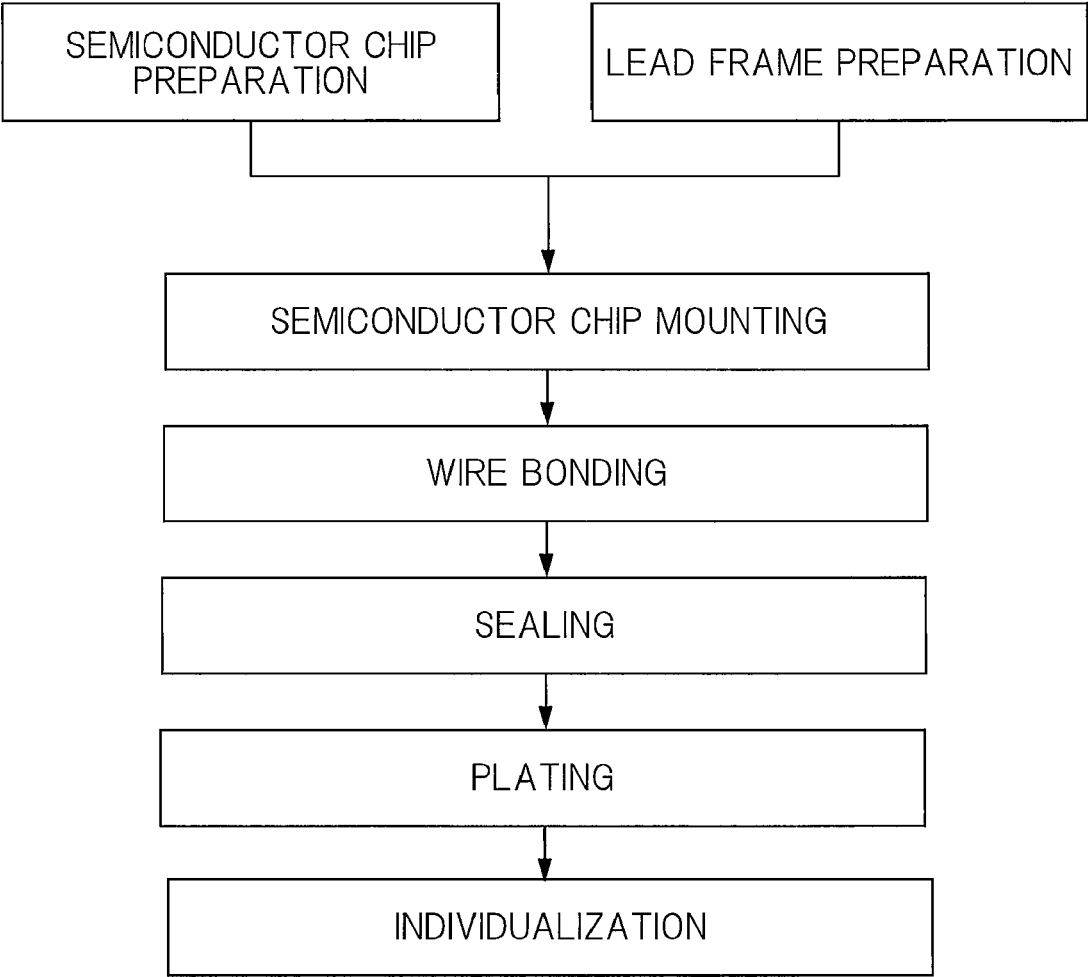 SEMICONDUCTOR CHIP
PREPARATION
LEAD FRAME PREPARATION
SEMICONDUCTOR CHIP MOUNTING
WIRE BONDING
SEALING
PLATING
INDIVIDUALIZATION